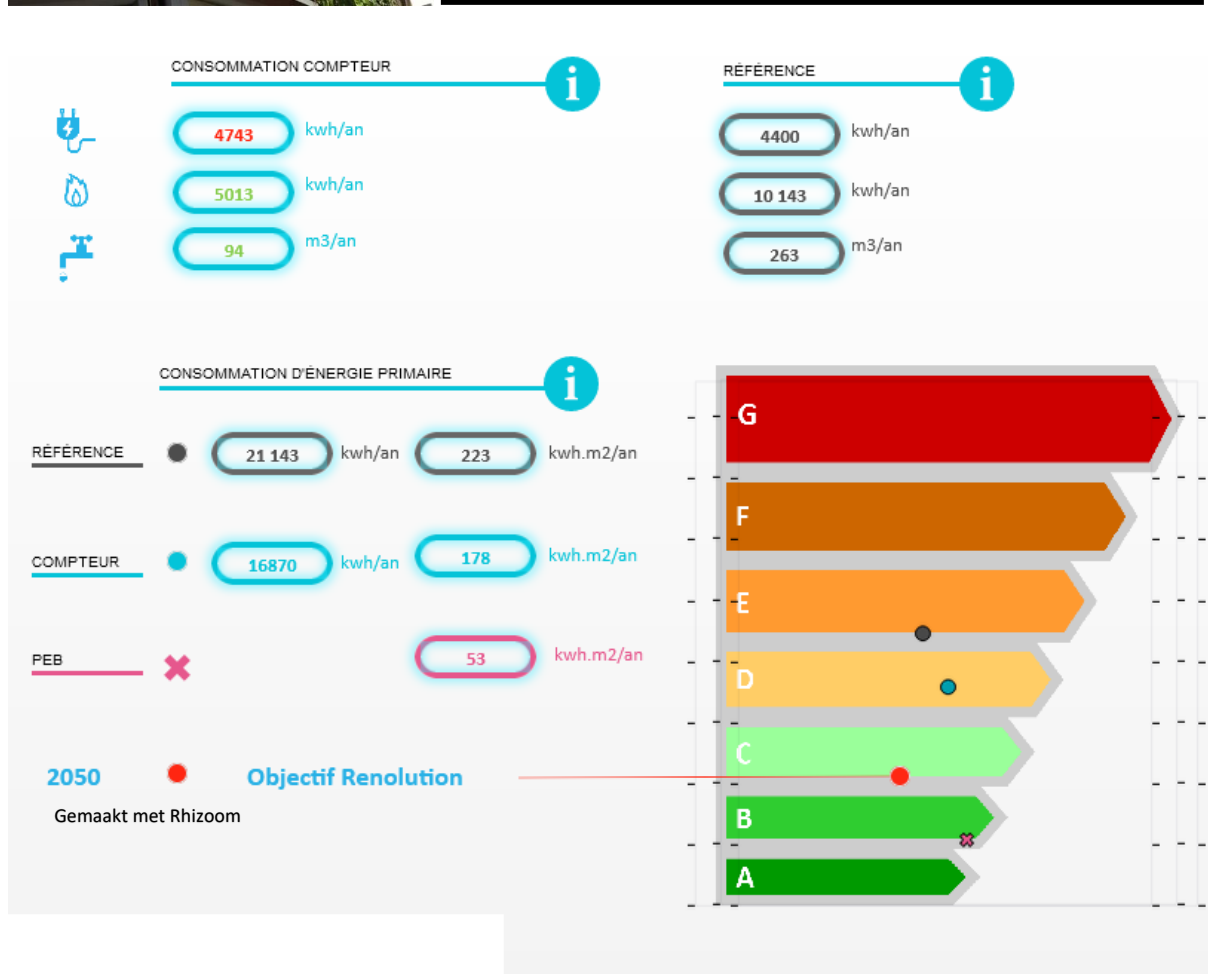 CONSOMMATION COMPTEUR
i
4743 kwh/an
5013 kwh/an
94 m3/an
RÉFÉRENCE
i
4400 kwh/an
10 143 kwh/an
263 m3/an
CONSOMMATION D'ÉNERGIE PRIMAIRE
i
RÉFÉRENCE 21 143 kwh/an 223 kwh.m2/an
COMPTEUR 16870 kwh/an 178 kwh.m2/an
PEB 53 kwh.m2/an
2050 Objectif Renolution
Gemaakt met Rhizoom
G
F
E
D
C
B
A